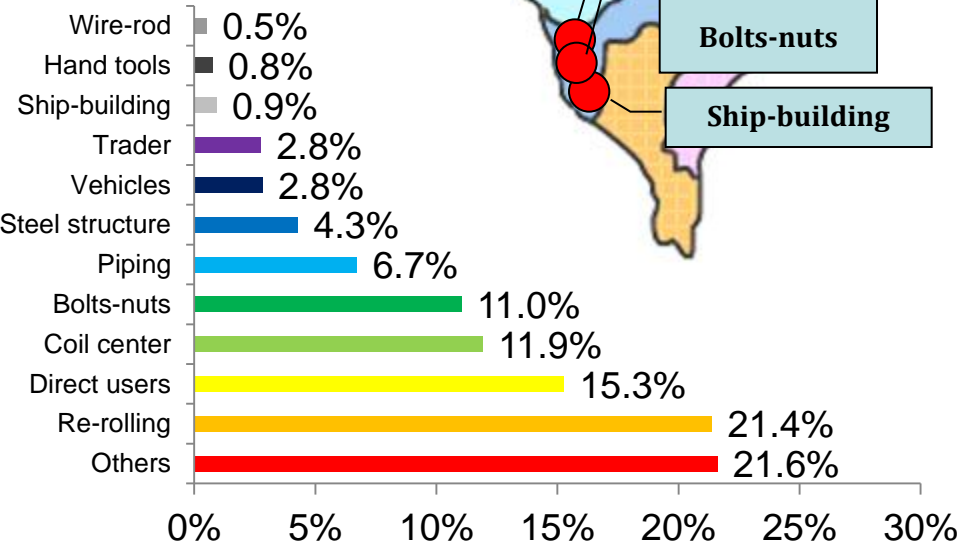 Wire-rod 0.5%
Hand tools 0.8%
Ship-building 0.9%
Trader 2.8%
Vehicles 2.8%
Steel structure 4.3%
Piping 6.7%
Bolts-nuts 11.0%
Coil center 11.9%
Direct users 15.3%
Re-rolling 21.4%
Others 21.6%
0% 5% 10% 15% 20% 25% 30%
Bolts-nuts
Ship-building